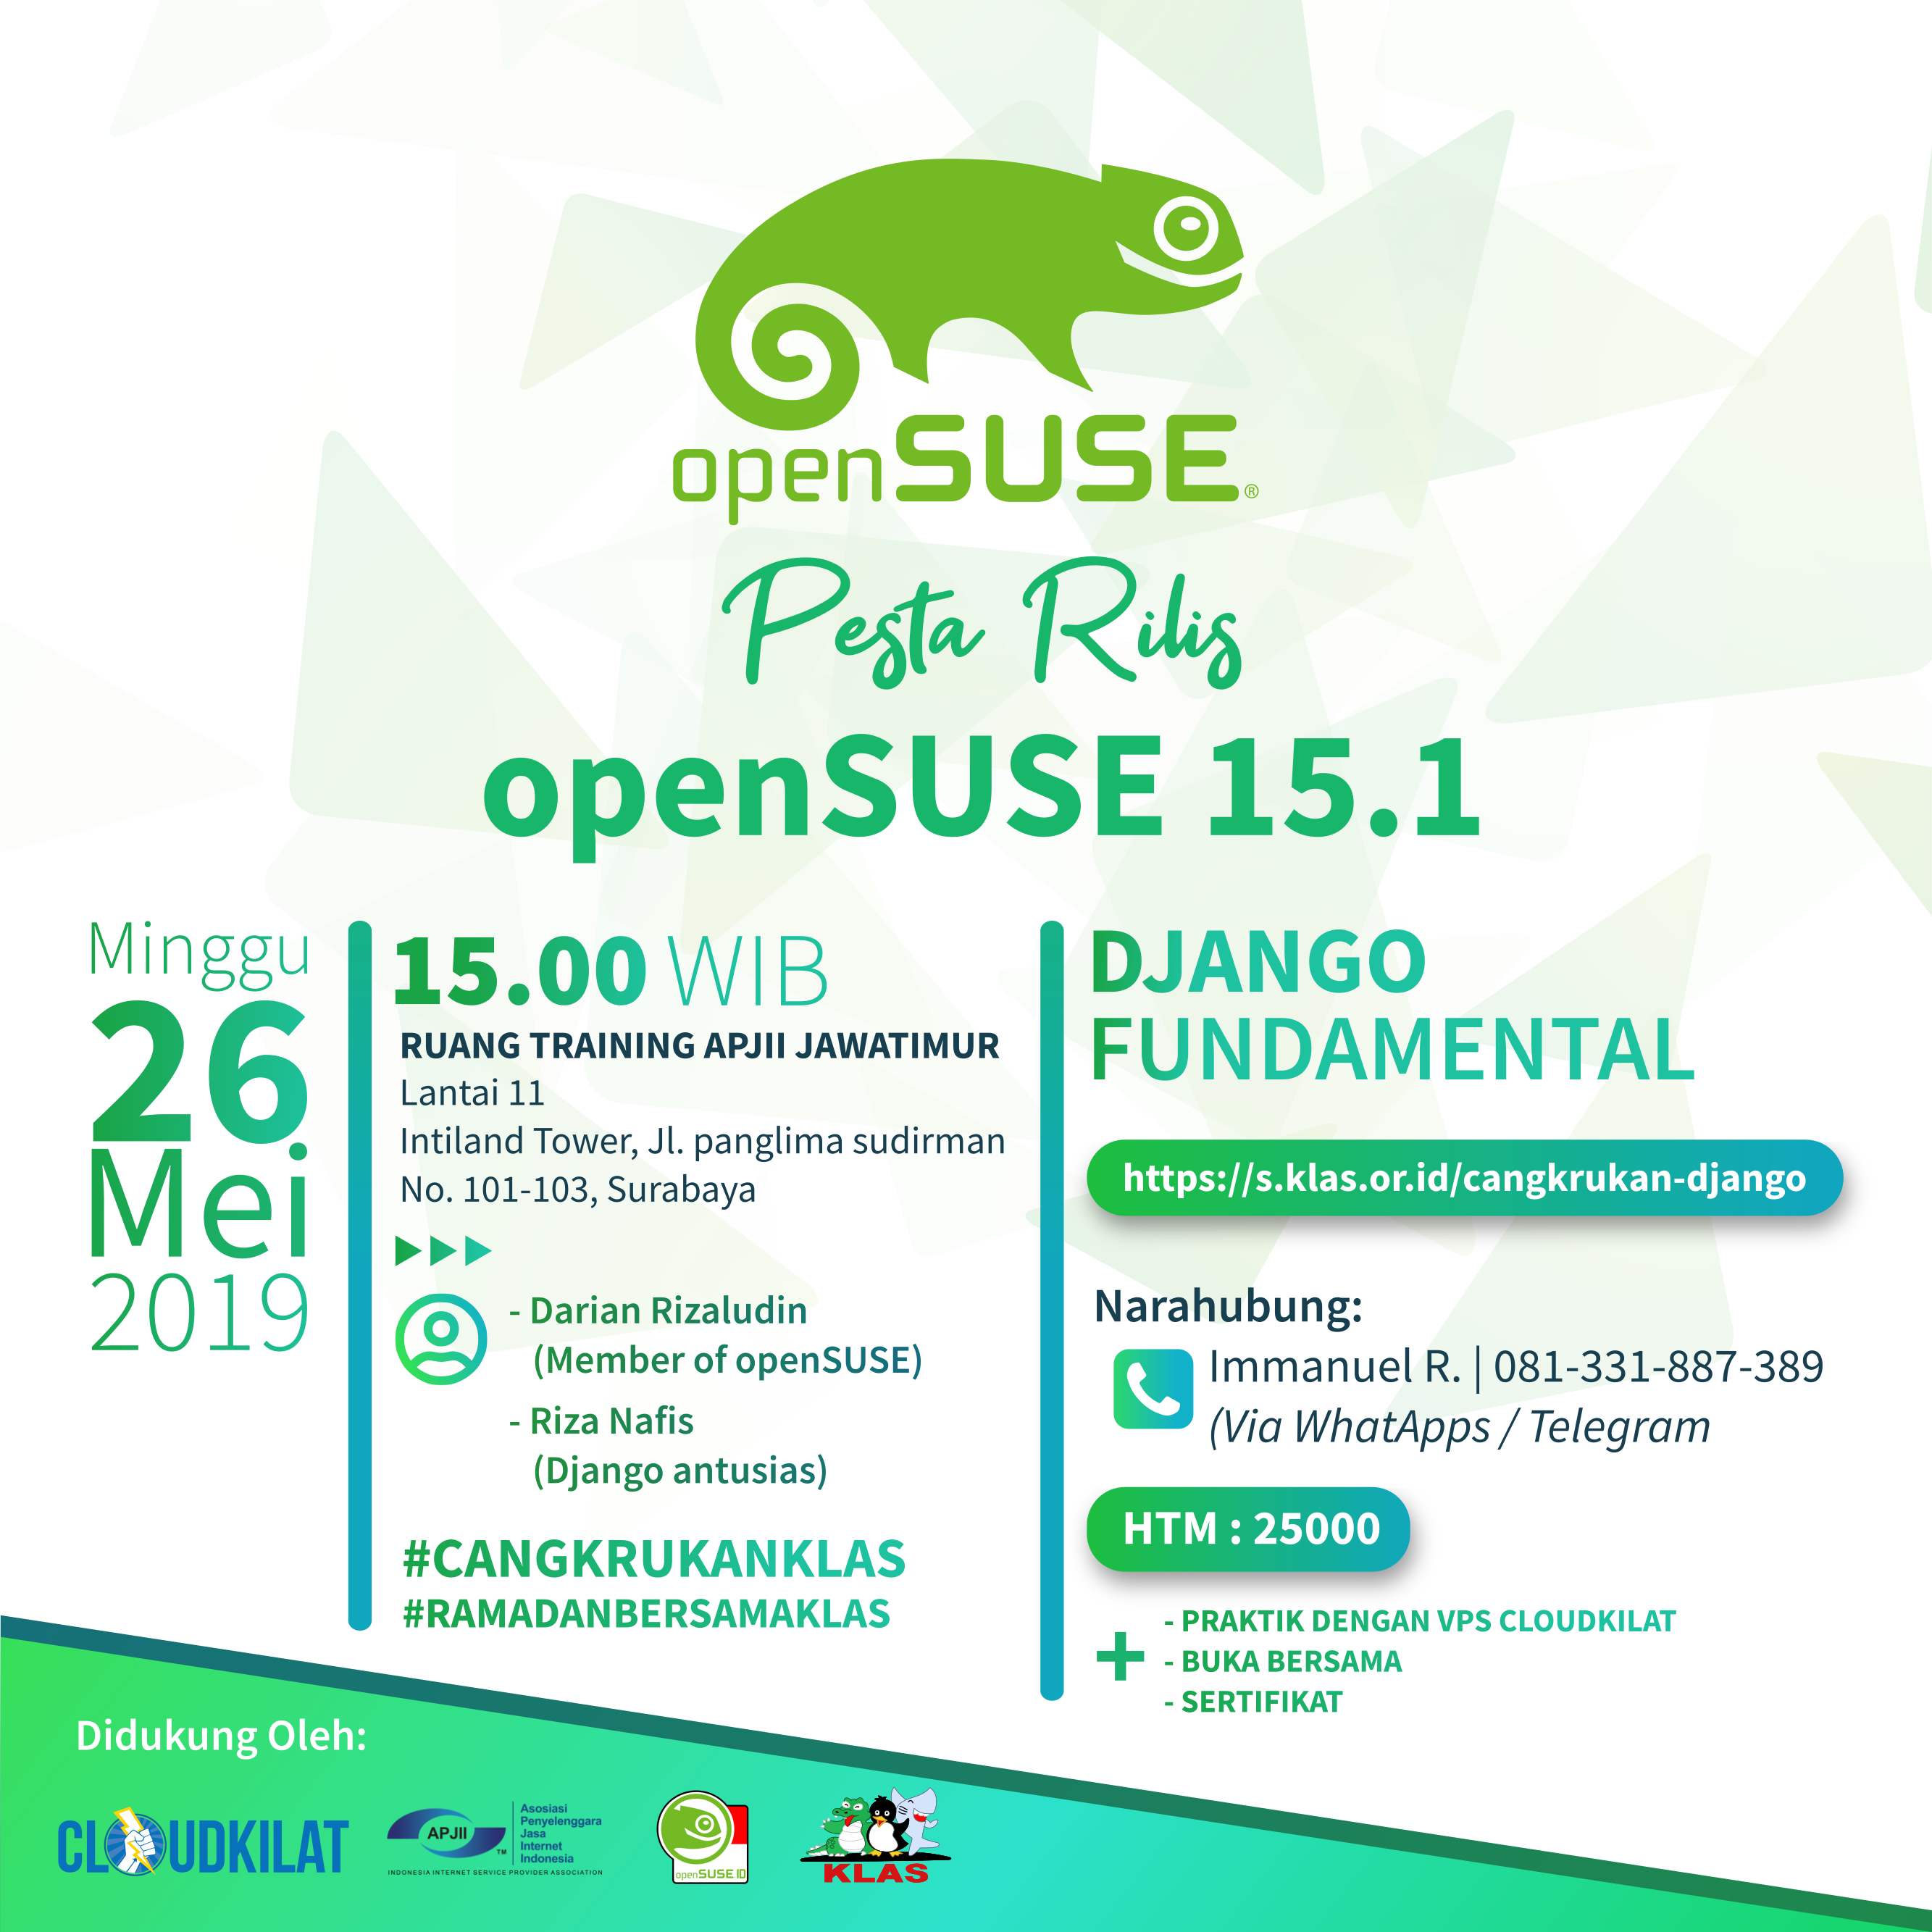 openSUSE®
Pesta Rilis
openSUSE 15.1
Minggu
26
Mei
2019
15.00 WIB
RUANG TRAINING APJII JAWATIMUR
Lantai 11
Intiland Tower, Jl. panglima sudirman
No. 101-103, Surabaya
- Darian Rizaludin
(Member of openSUSE)
- Riza Nafis
(Django antusias)
#CANGKRUKANKLAS
#RAMADANBERSAMAKLAS
DJANGO
FUNDAMENTAL
https://s.klas.or.id/cangkrukan-django
Narahubung:
Immanuel R. | 081-331-887-389
(Via WhatApps / Telegram
HTM : 25000
+
- PRAKTIK DENGAN VPS CLOUDKILAT
- BUKA BERSAMA
- SERTIFIKAT
Didukung Oleh:
CLOUDKILAT
APJII TM
Asosiasi
Penyelenggara
Jasa
Internet
Indonesia
INDONESIA INTERNET SERVICE PROVIDER ASSOCIATION
openSUSE ID
KLAS